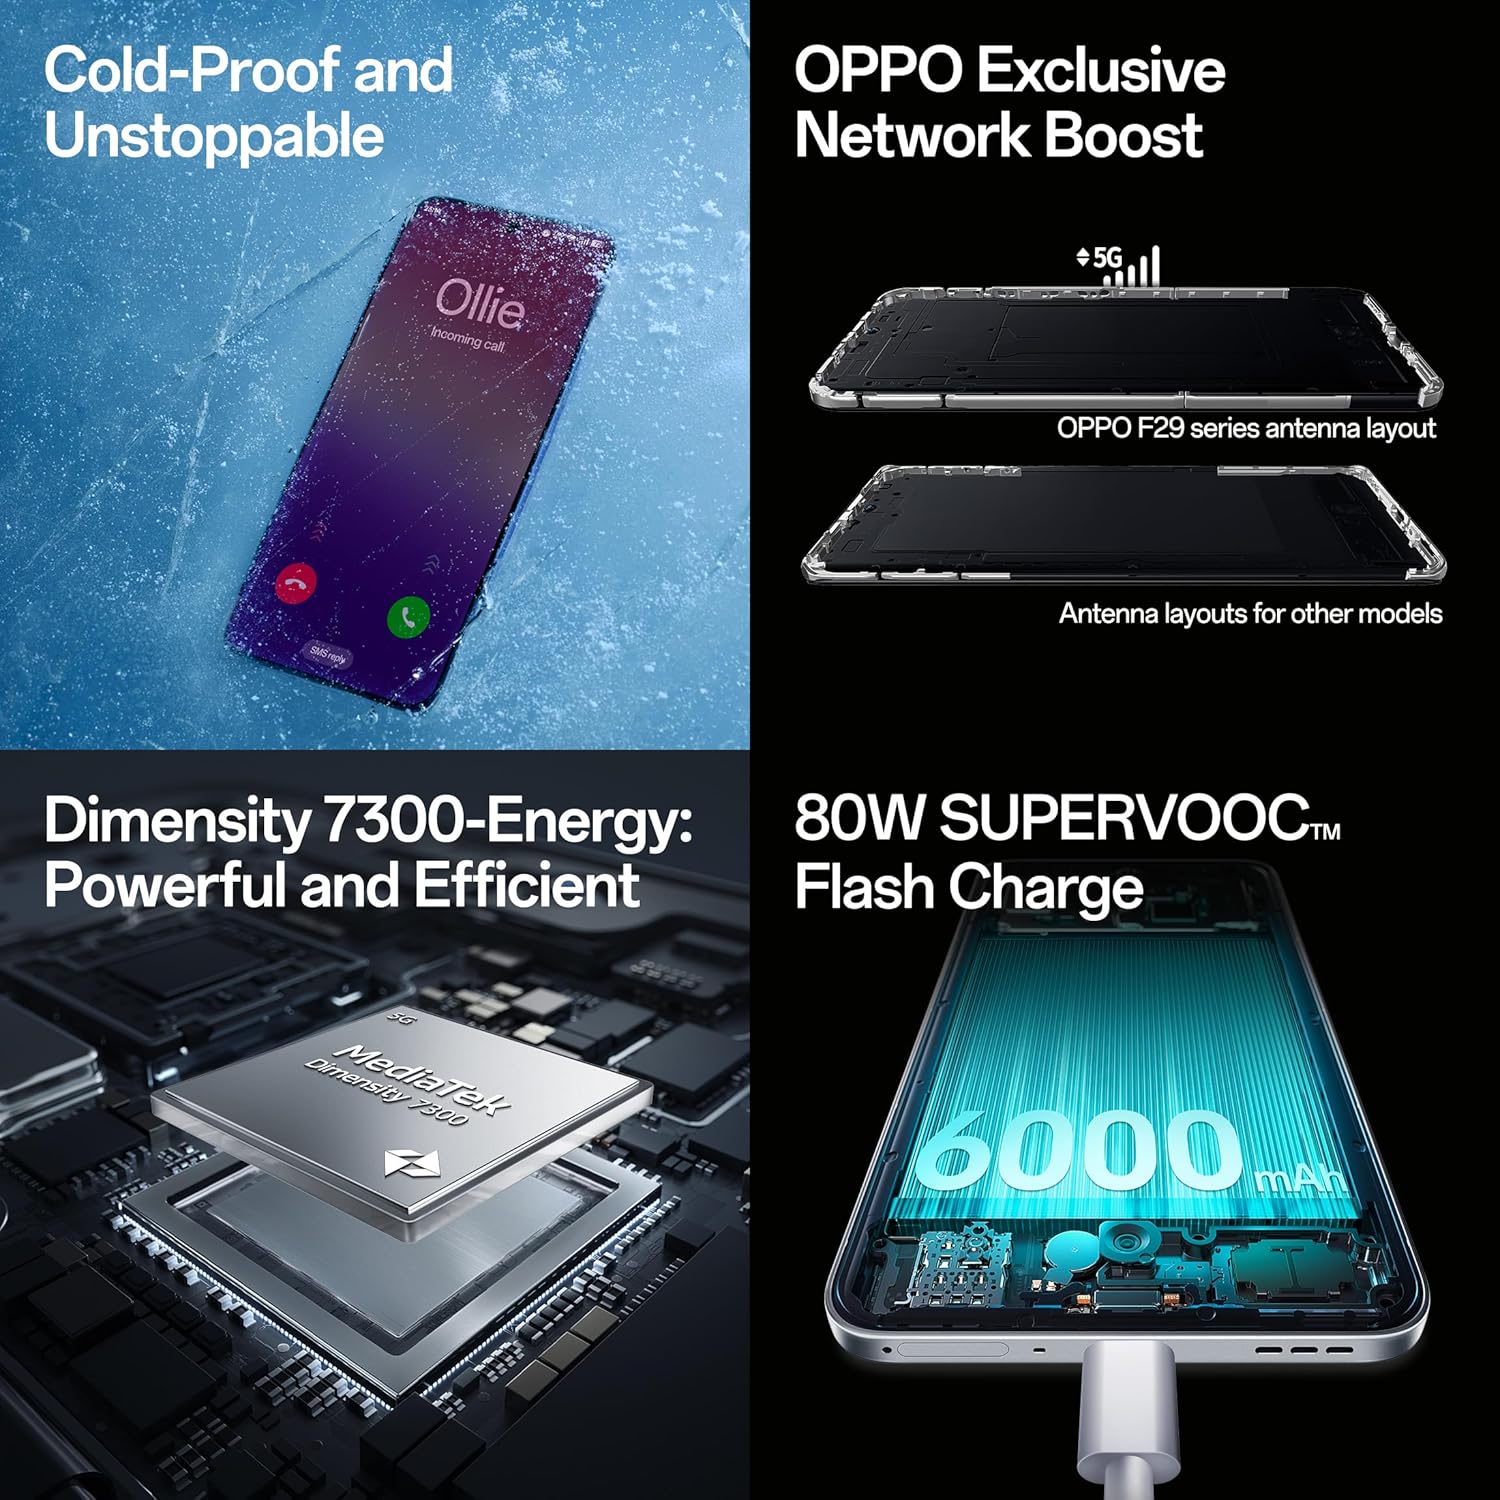 Cold-Proof and
Unstoppable
Ollie
Incoming call
SMS reply
OPPO Exclusive
Network Boost
5G
OPPO F29 series antenna layout
Antenna layouts for other models
Dimensity 7300-Energy:
Powerful and Efficient
5G
MediaTek
Dimensity 7300
80W SUPERVOOC™
Flash Charge
6000 mAh